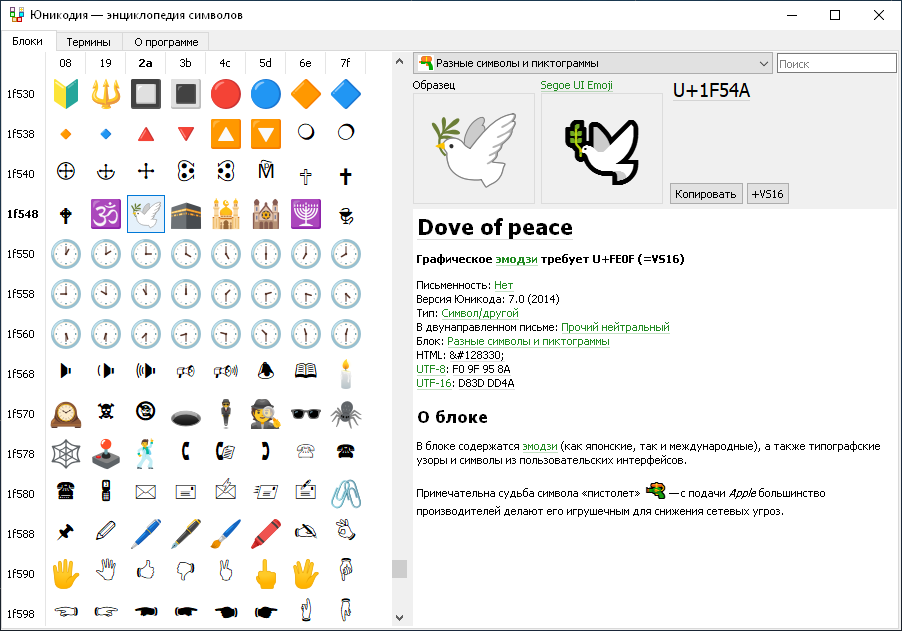 Юникодия — энциклопедия символов
Блоки Термины О программе
08 19 2a 3b 4c 5d 6e 7f
1f530
1f538
1f540
1f548
1f550
1f558
1f560
1f568
1f570
1f578
1f580
1f588
1f590
1f598
Разные символы и пиктограммы
Поиск
Образец
Segoe UI Emoji
U+1F54A
Копировать
+VS16
Dove of peace
Графическое эмодзи требует U+FE0F (=VS16)
Письменность: Нет
Версия Юникода: 7.0 (2014)
Тип: Символ/другой
В двунаправленном письме: Прочий нейтральный
Блок: Разные символы и пиктограммы
HTML: &#128330;
UTF-8: F0 9F 95 8A
UTF-16: D83D DD4A
О блоке
В блоке содержатся эмодзи (как японские, так и международные), а также типографские
узоры и символы из пользовательских интерфейсов.
Примечательна судьба символа «пистолет» — с подачи Apple большинство
производителей делают его игрушечным для снижения сетевых угроз.